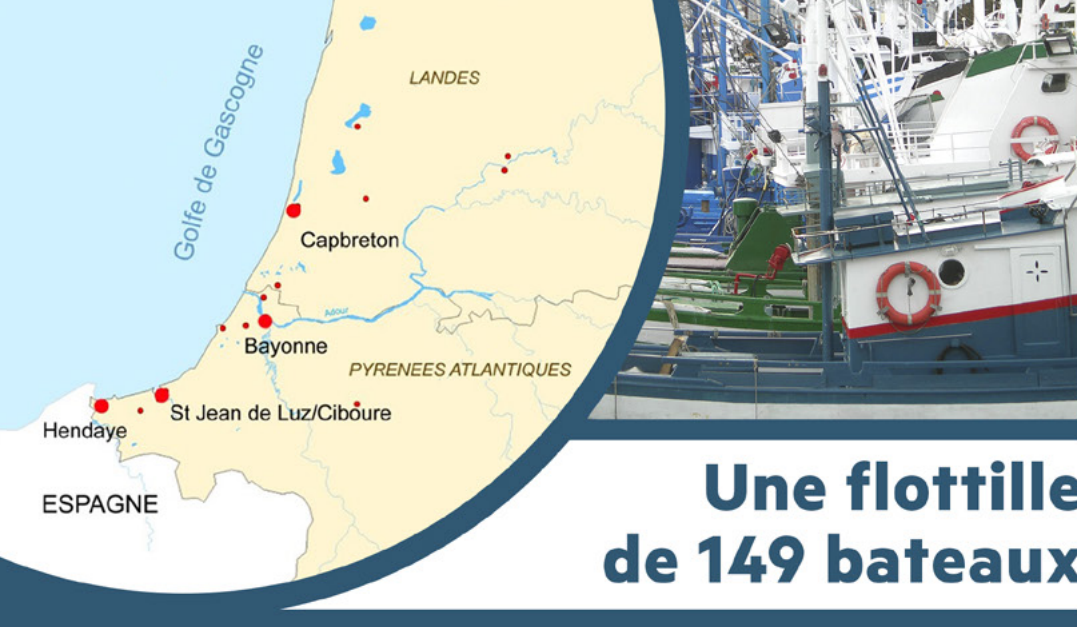 LANDES
Golfe de Gascogne
Capbreton
Adour
Bayonne
PYRENEES ATLANTIQUES
St Jean de Luz/Ciboure
Hendaye
ESPAGNE
Une flottille
de 149 bateaux